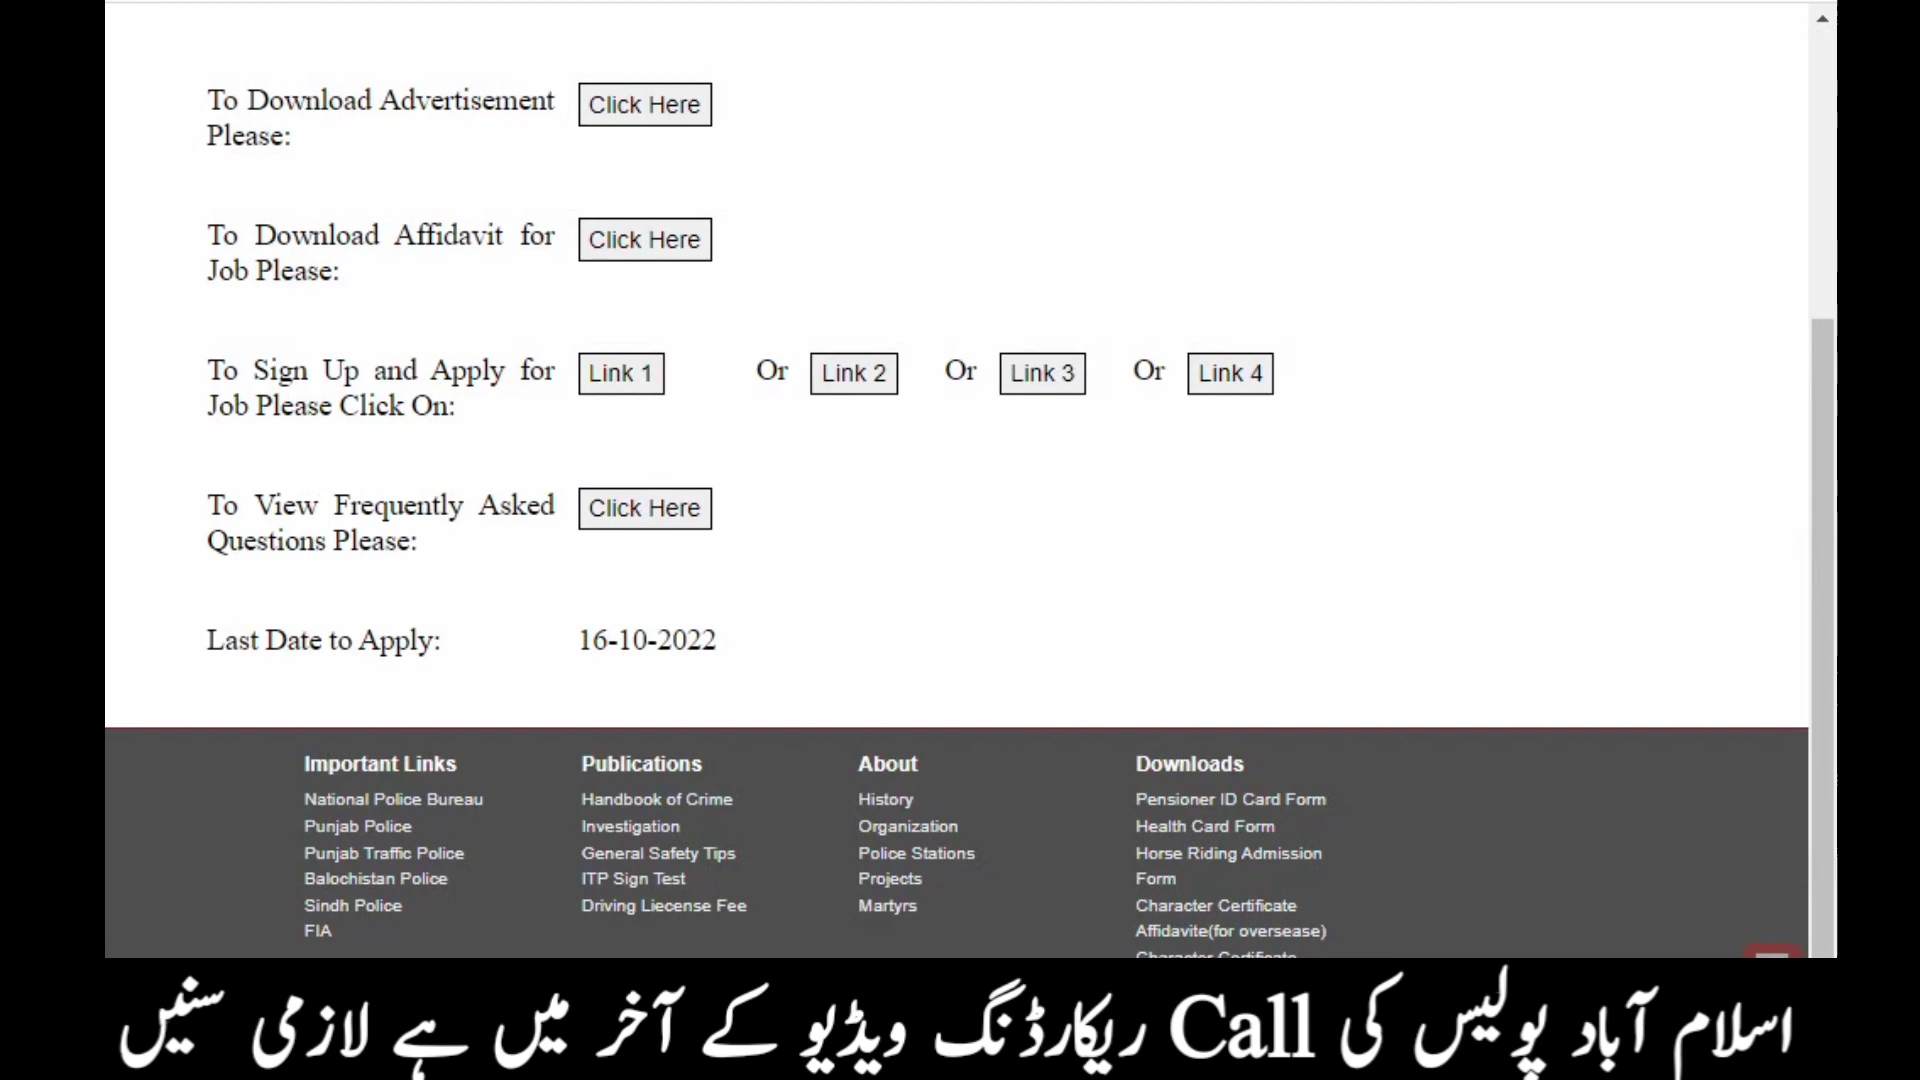 To Download Advertisement
Please:
Click Here
To Download Affidavit for
Job Please:
Click Here
To Sign Up and Apply for
Job Please Click On:
Link 1 Or Link 2 Or Link 3 Or Link 4
To View Frequently Asked
Questions Please:
Click Here
Last Date to Apply: 16-10-2022
Important Links
National Police Bureau
Punjab Police
Punjab Traffic Police
Balochistan Police
Sindh Police
FIA
Publications
Handbook of Crime
Investigation
General Safety Tips
ITP Sign Test
Driving Liecense Fee
About
History
Organization
Police Stations
Projects
Martyrs
Downloads
Pensioner ID Card Form
Health Card Form
Horse Riding Admission
Form
Character Certificate
Affidavite(for oversease)
Character Certificate
اسلام آباد پولیس کی Call ریکارڈنگ ویڈیو کے آخر میں ہے لازمی سنیں